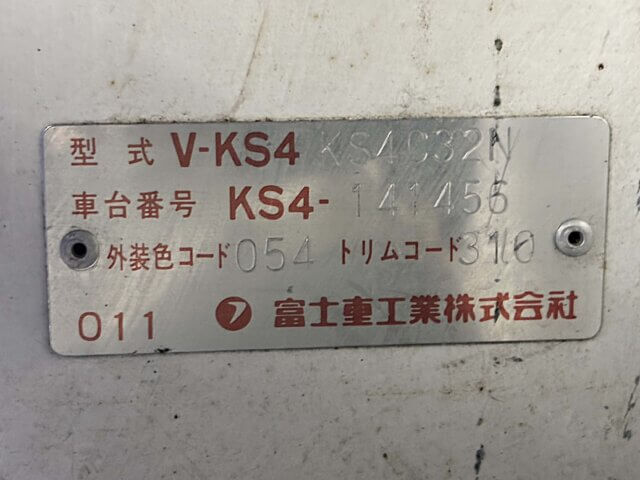 型式 V-KS4 KS4C32N
車台番号 KS4-141456
外装色コード 054 トリムコード 310
011 フ 富士重工業株式会社